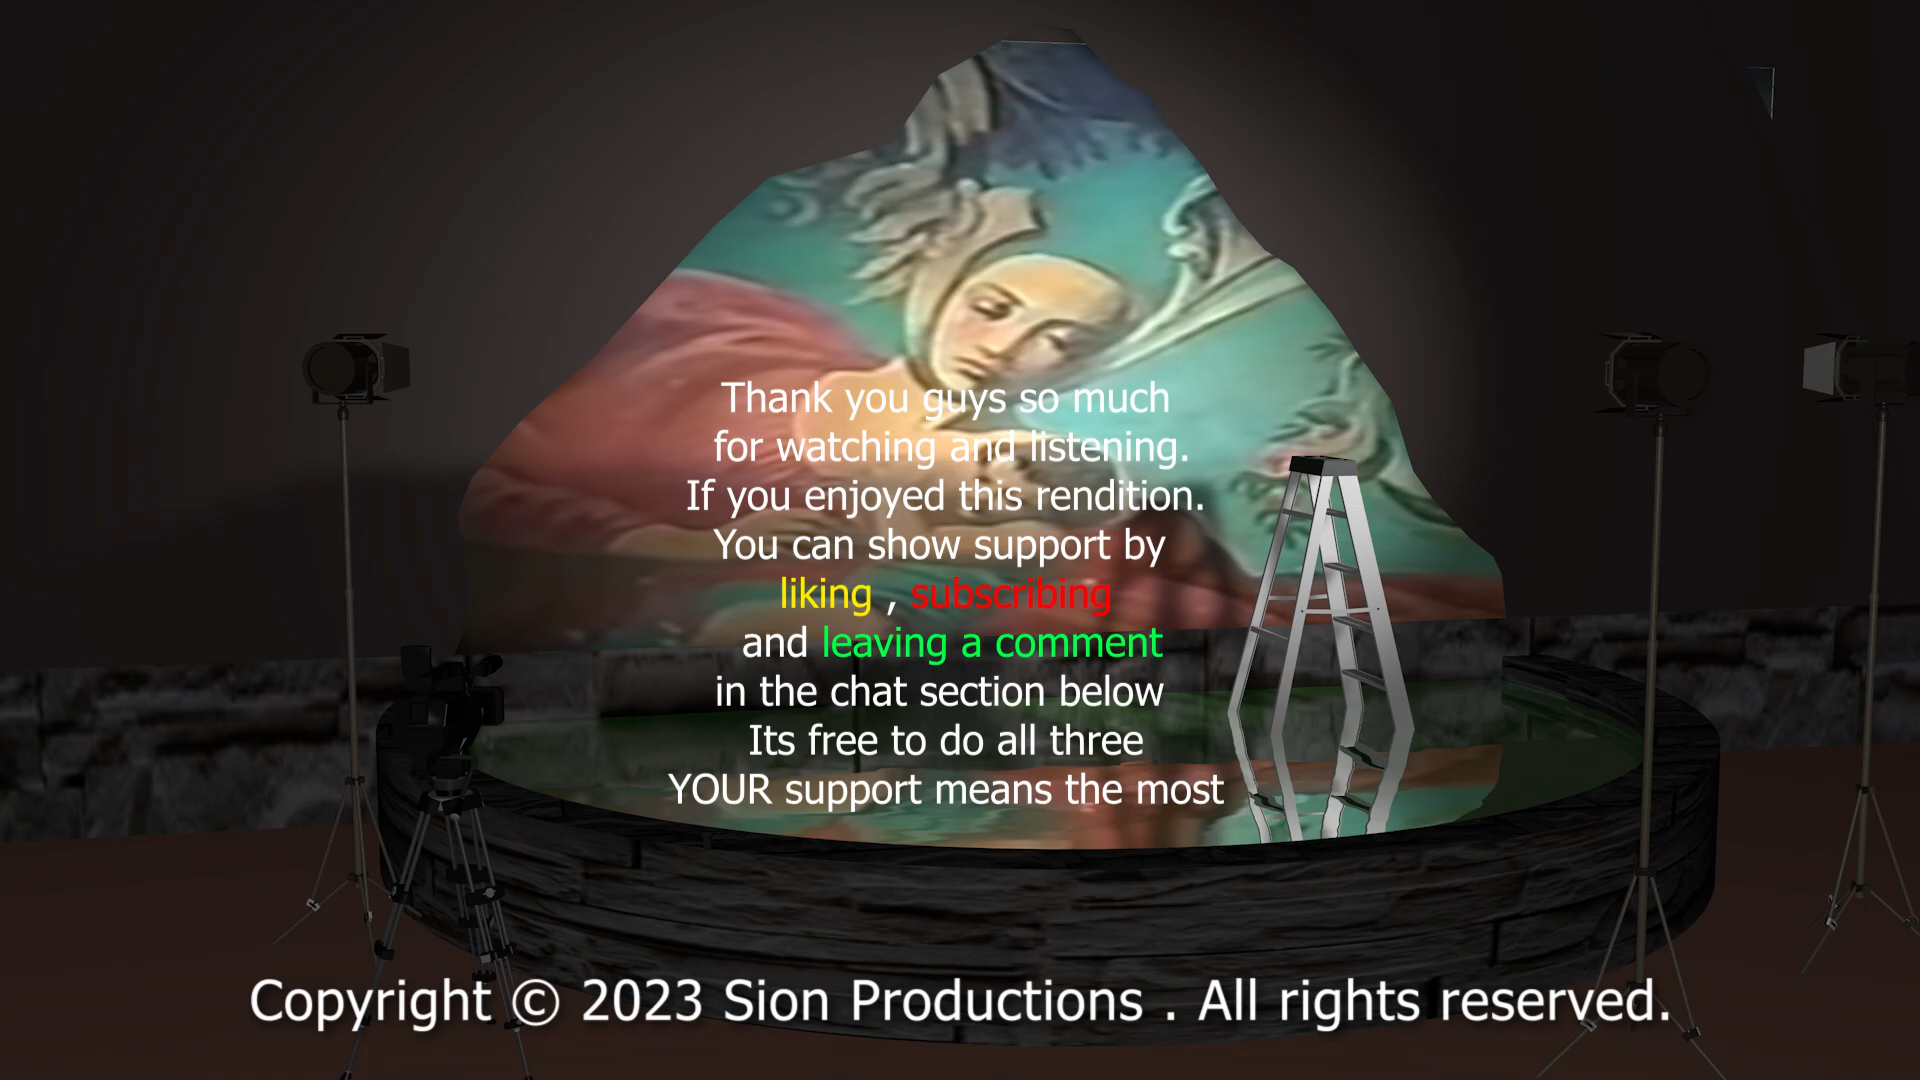 Thank you guys so much
for watching and listening.
If you enjoyed this rendition.
You can show support by
liking , subscribing
and leaving a comment
in the chat section below
Its free to do all three
YOUR support means the most
Copyright © 2023 Sion Productions . All rights reserved.